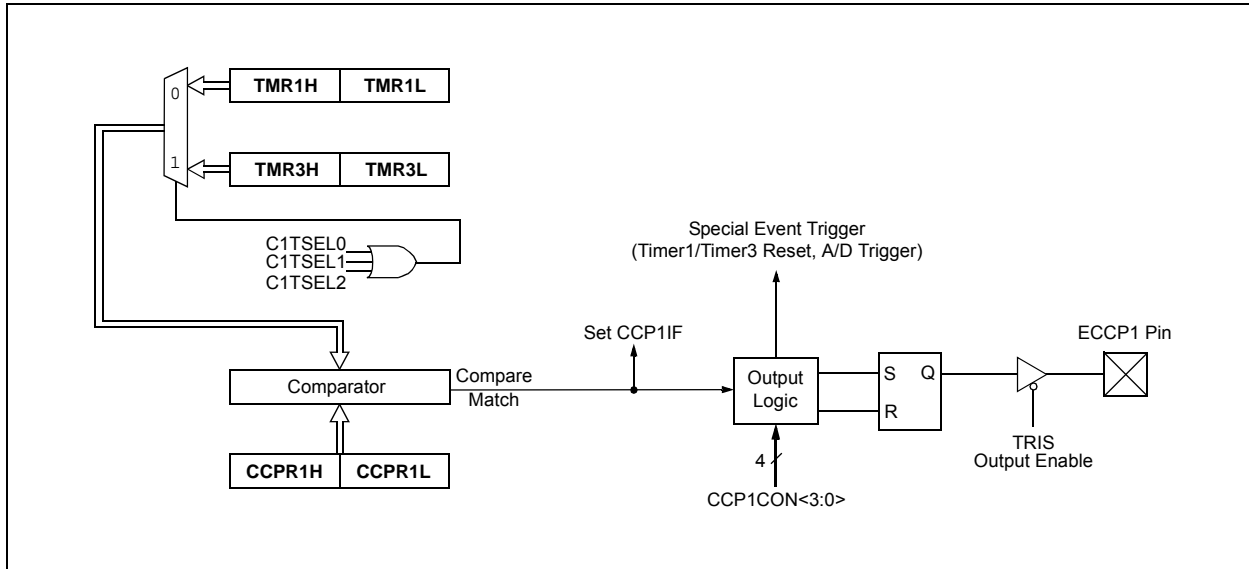 0
TMR1H TMR1L
1
TMR3H TMR3L
C1TSEL0
C1TSEL1
C1TSEL2
Special Event Trigger
(Timer1/Timer3 Reset, A/D Trigger)
Set CCP1IF
ECCP1 Pin
Comparator
Compare
Match
Output
Logic
S Q
R
TRIS
Output Enable
CCPR1H CCPR1L
4
CCP1CON<3:0>